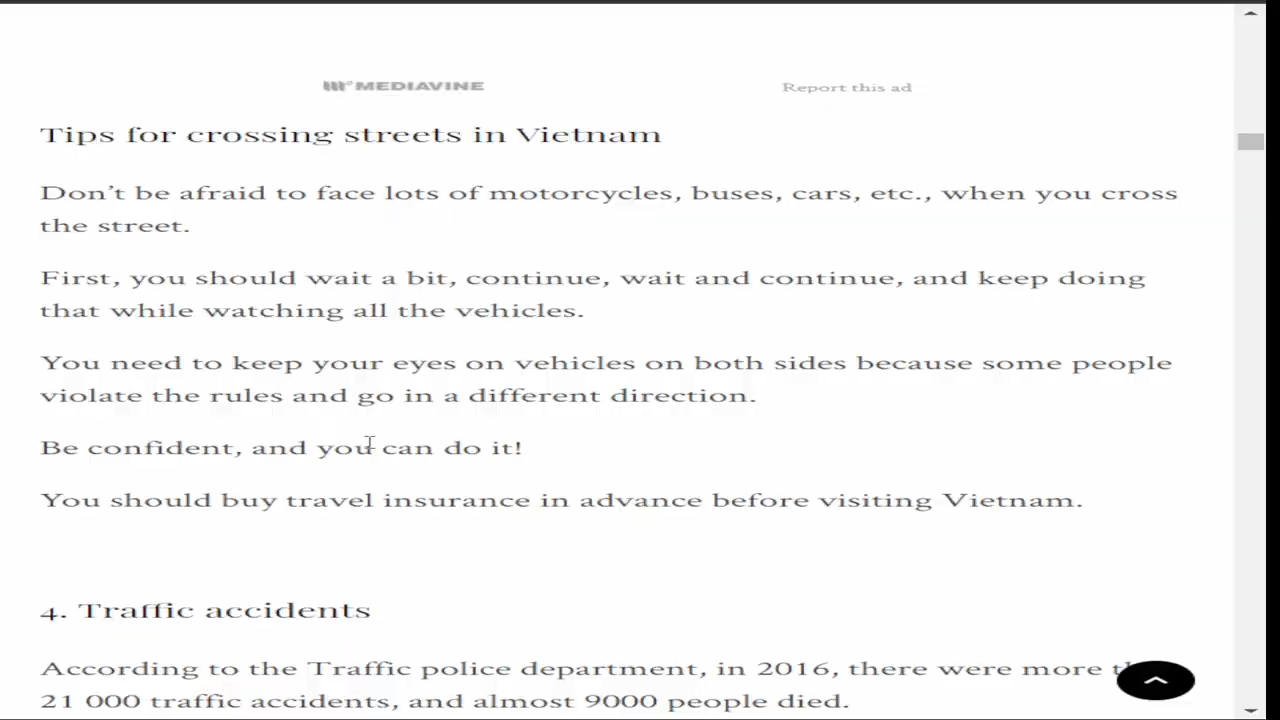 MEDIAVINE
Report this ad
Tips for crossing streets in Vietnam
Don't be afraid to face lots of motorcycles, buses, cars, etc., when you cross
the street.
First, you should wait a bit, continue, wait and continue, and keep doing
that while watching all the vehicles.
You need to keep your eyes on vehicles on both sides because some people
violate the rules and go in a different direction.
Be confident, and you can do it!
You should buy travel insurance in advance before visiting Vietnam.
4. Traffic accidents
According to the Traffic police department, in 2016, there were more
21 000 traffic accidents, and almost 9000 people died.